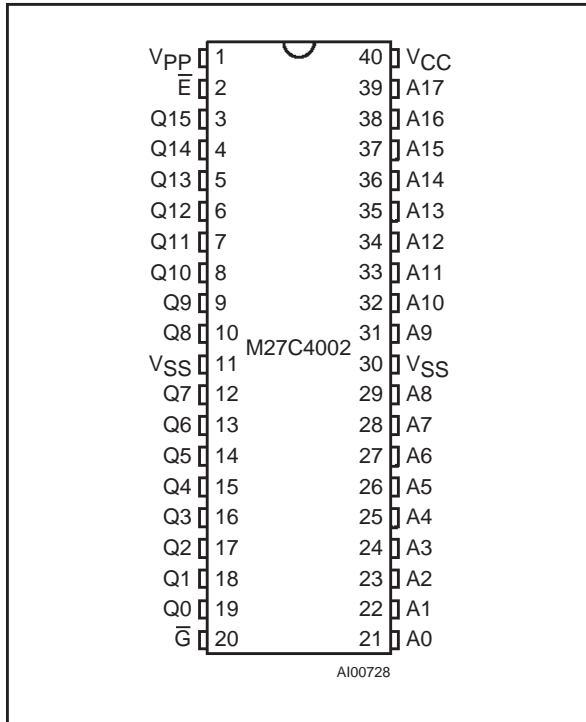 VPP 1 40 VCC
E̅ 2 39 A17
Q15 3 38 A16
Q14 4 37 A15
Q13 5 36 A14
Q12 6 35 A13
Q11 7 34 A12
Q10 8 33 A11
Q9 9 32 A10
Q8 10 31 A9
M27C4002
VSS 11 30 VSS
Q7 12 29 A8
Q6 13 28 A7
Q5 14 27 A6
Q4 15 26 A5
Q3 16 25 A4
Q2 17 24 A3
Q1 18 23 A2
Q0 19 22 A1
G̅ 20 21 A0
AI00728